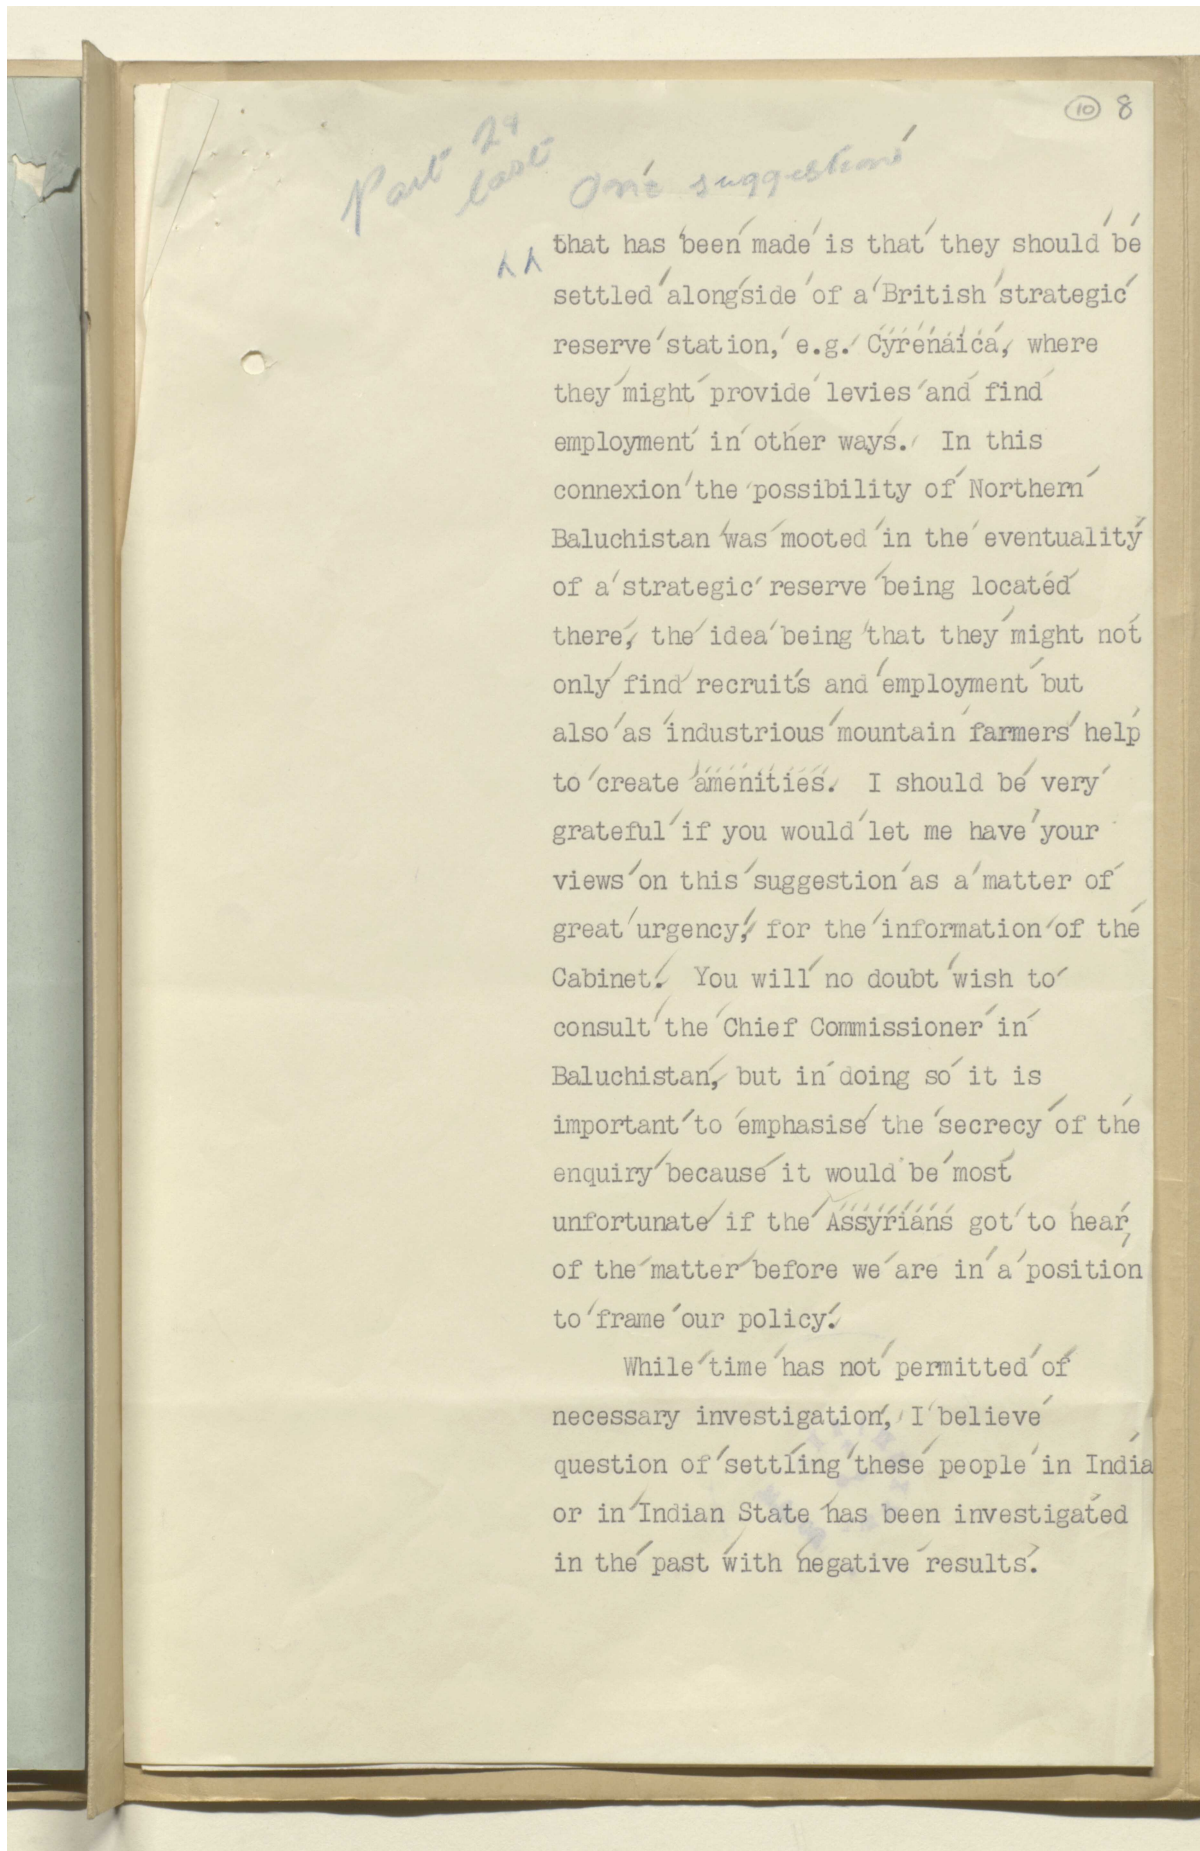 (10) 8
Part 2 &
last
One suggestion
that has been made is that they should be
settled alongside of a British strategic
reserve station, e.g. Cyrenaica, where
they might provide levies and find
employment in other ways. In this
connexion the possibility of Northern
Baluchistan was mooted in the eventuality
of a strategic reserve being located
there, the idea being that they might not
only find recruits and employment but
also as industrious mountain farmers help
to create amenities. I should be very
grateful if you would let me have your
views on this suggestion as a matter of
great urgency, for the information of the
Cabinet. You will no doubt wish to
consult the Chief Commissioner in
Baluchistan, but in doing so it is
important to emphasise the secrecy of the
enquiry because it would be most
unfortunate if the Assyrians got to hear
of the matter before we are in a position
to frame our policy.
While time has not permitted of
necessary investigation, I believe
question of settling these people in India
or in Indian State has been investigated
in the past with negative results.